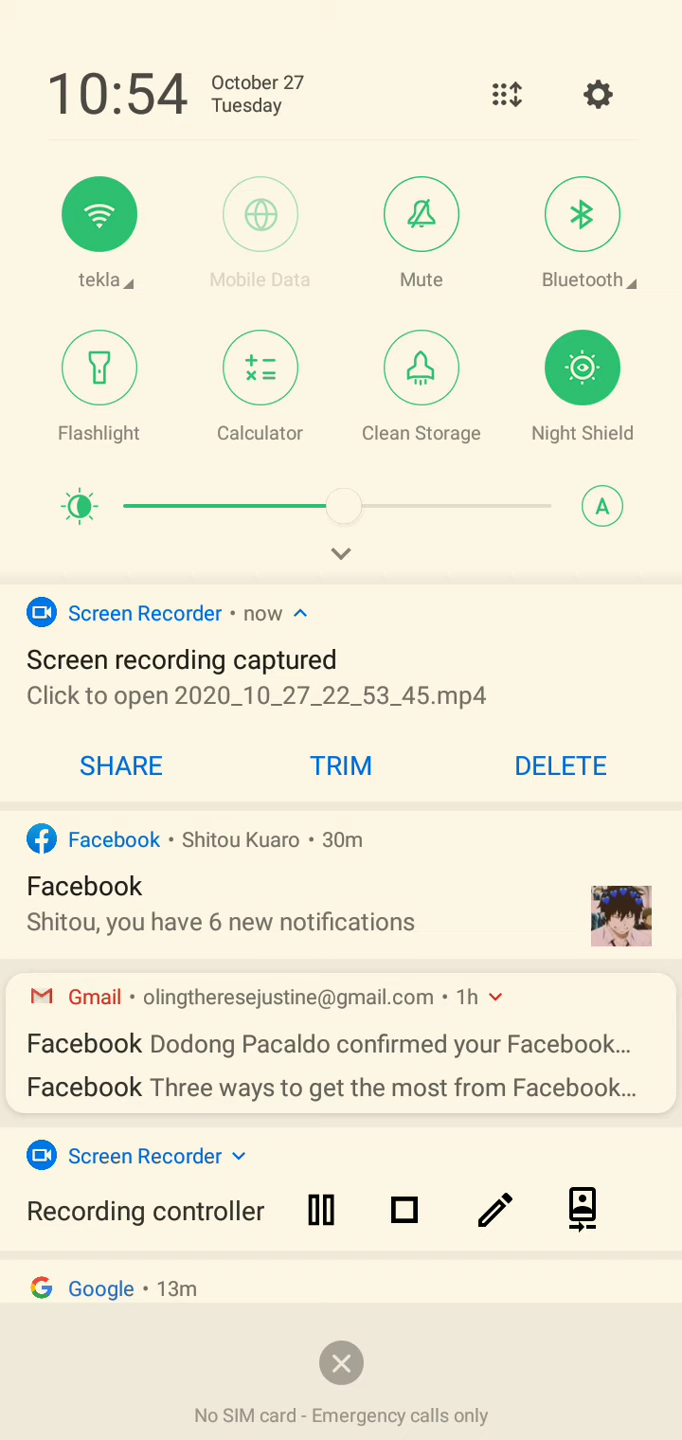 10:54
October 27
Tuesday
tekla
Mobile Data
Mute
Bluetooth
Flashlight
Calculator
Clean Storage
Night Shield
A
Screen Recorder • now
Screen recording captured
Click to open 2020_10_27_22_53_45.mp4
SHARE TRIM DELETE
Facebook • Shitou Kuaro • 30m
Facebook
Shitou, you have 6 new notifications
Gmail • olingtheresejustine@gmail.com • 1h
Facebook Dodong Pacaldo confirmed your Facebook...
Facebook Three ways to get the most from Facebook...
Screen Recorder
Recording controller
Google • 13m
No SIM card - Emergency calls only